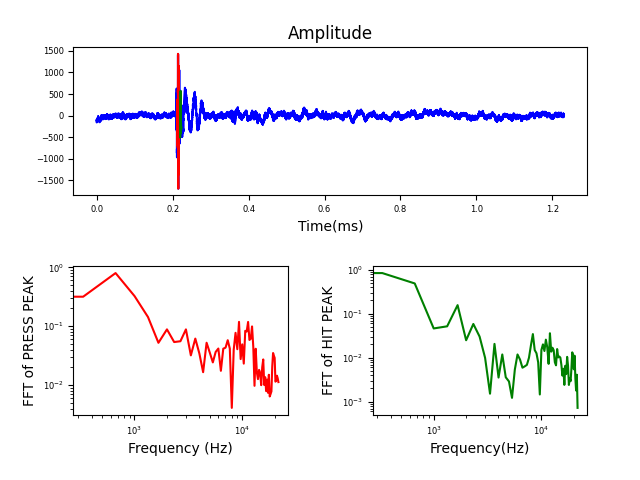 Amplitude
1500
1000
500
0
−500
−1000
−1500
0.0 0.2 0.4 0.6 0.8 1.0 1.2
Time(ms)
FFT of PRESS PEAK
10⁰
10⁻¹
10⁻²
10³ 10⁴
Frequency (Hz)
FFT of HIT PEAK
10⁰
10⁻¹
10⁻²
10⁻³
10³ 10⁴
Frequency(Hz)